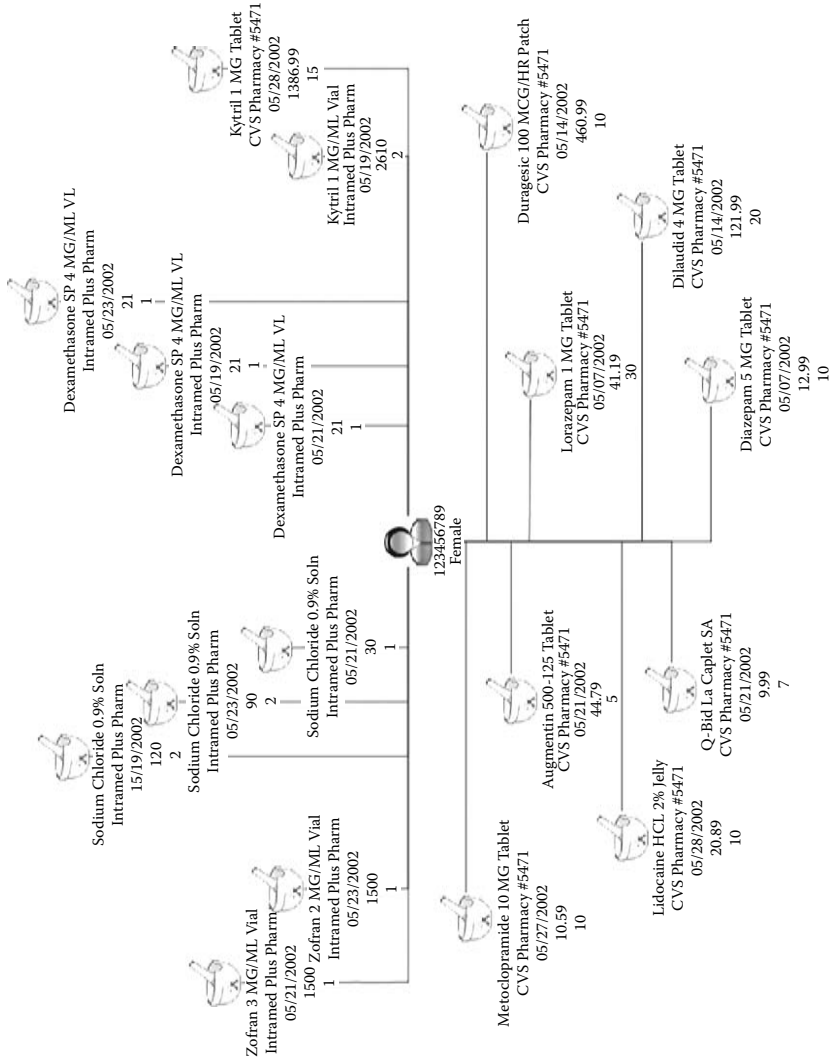 Zofran 3 MG/ML Vial
Intramed Plus Pharm
05/21/2002
1500
1
Zofran 2 MG/ML Vial
Intramed Plus Pharm
05/23/2002
1500
1
Sodium Chloride 0.9% Soln
Intramed Plus Pharm
15/19/2002
120
2
Sodium Chloride 0.9% Soln
Intramed Plus Pharm
05/23/2002
90
2
Sodium Chloride 0.9% Soln
Intramed Plus Pharm
05/21/2002
30
1
Dexamethasone SP 4 MG/ML VL
Intramed Plus Pharm
05/21/2002
21
1
Dexamethasone SP 4 MG/ML VL
Intramed Plus Pharm
05/19/2002
21
1
Dexamethasone SP 4 MG/ML VL
Intramed Plus Pharm
05/23/2002
21
1
Kytril 1 MG/ML Vial
Intramed Plus Pharm
05/19/2002
2610
2
Kytril 1 MG Tablet
CVS Pharmacy #5471
05/28/2002
1386.99
15
123456789
Female
Metoclopramide 10 MG Tablet
CVS Pharmacy #5471
05/27/2002
10.59
10
Augmentin 500-125 Tablet
CVS Pharmacy #5471
05/21/2002
44.79
5
Lidocaine HCL 2% Jelly
CVS Pharmacy #5471
05/28/2002
20.89
10
Q-Bid La Caplet SA
CVS Pharmacy #5471
05/21/2002
9.99
7
Lorazepam 1 MG Tablet
CVS Pharmacy #5471
05/07/2002
41.19
30
Duragesic 100 MCG/HR Patch
CVS Pharmacy #5471
05/14/2002
460.99
10
Diazepam 5 MG Tablet
CVS Pharmacy #5471
05/07/2002
12.99
10
Dilaudid 4 MG Tablet
CVS Pharmacy #5471
05/14/2002
121.99
20